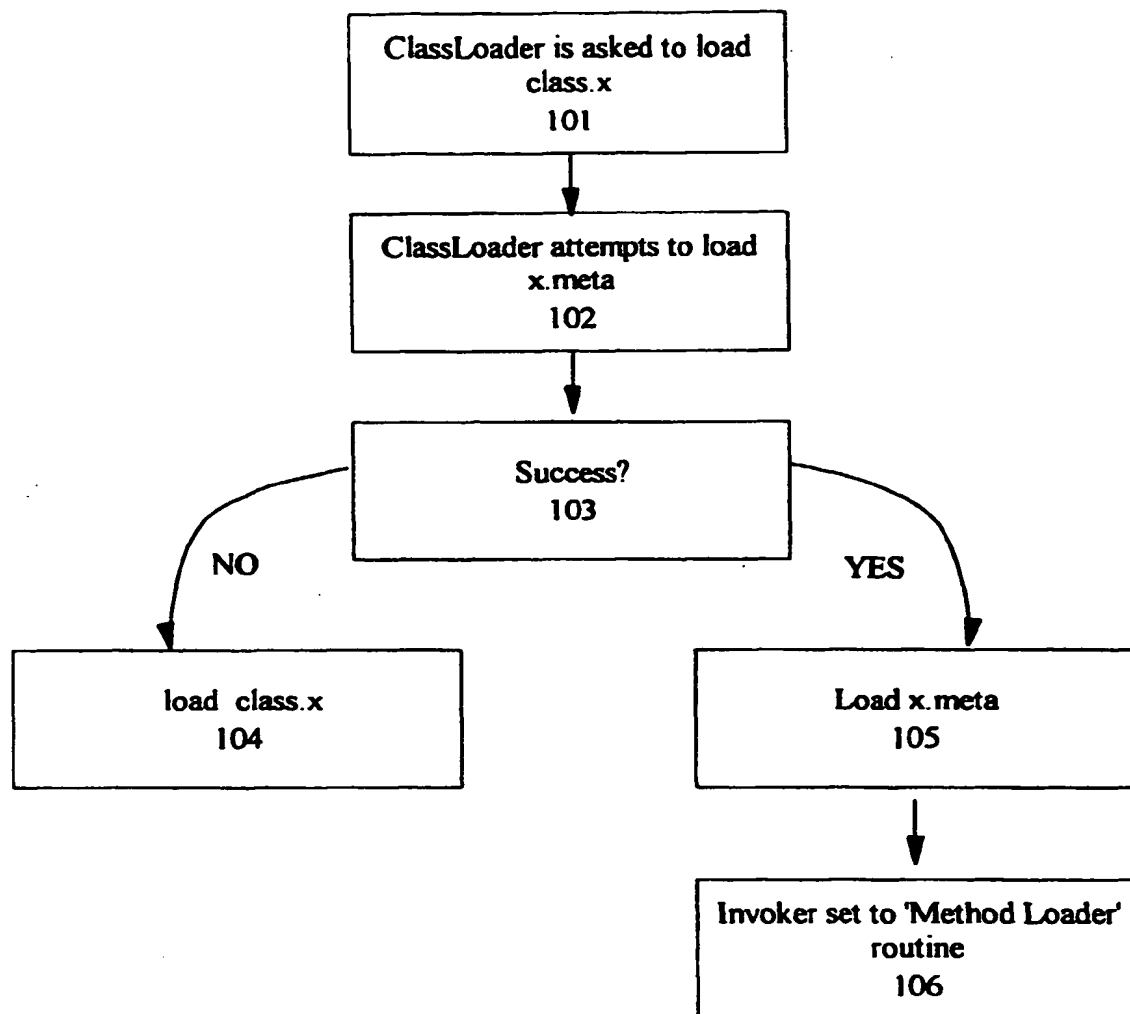 ClassLoader is asked to load
class.x
101
ClassLoader attempts to load
x.meta
102
Success?
103
NO
YES
load class.x
104
Load x.meta
105
Invoker set to 'Method Loader'
routine
106